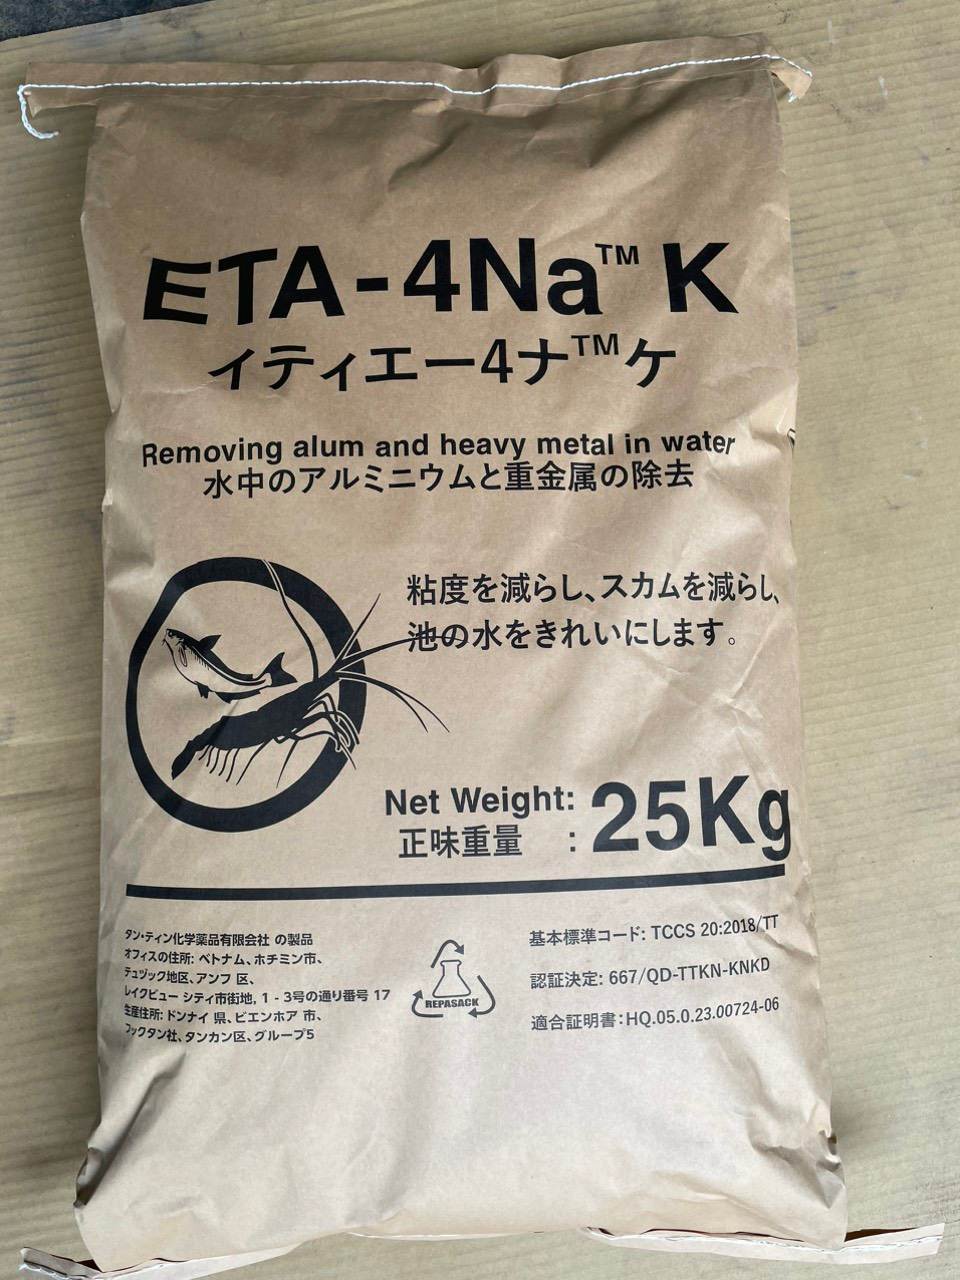 ETA-4Na™ K
イティエー4ナ™ケ
Removing alum and heavy metal in water
水中のアルミニウムと重金属の除去
粘度を減らし、スカムを減らし、
池の水をきれいにします。
Net Weight: 25Kg
正味重量 :
タン・ティン化学薬品有限会社 の製品
オフィスの住所: ベトナム、ホチミン市、
テュヅック地区、アンフ 区、
レイクビュー シティ市街地, 1 - 3号の通り番号 17
生産住所: ドンナイ 県、ビエンホア 市、
フックタン社、タンカン区、グループ5
REPASACK
基本標準コード: TCCS 20:2018/TT
認証決定: 667/QD-TTKN-KNKD
適合証明書:HQ.05.0.23.00724-06